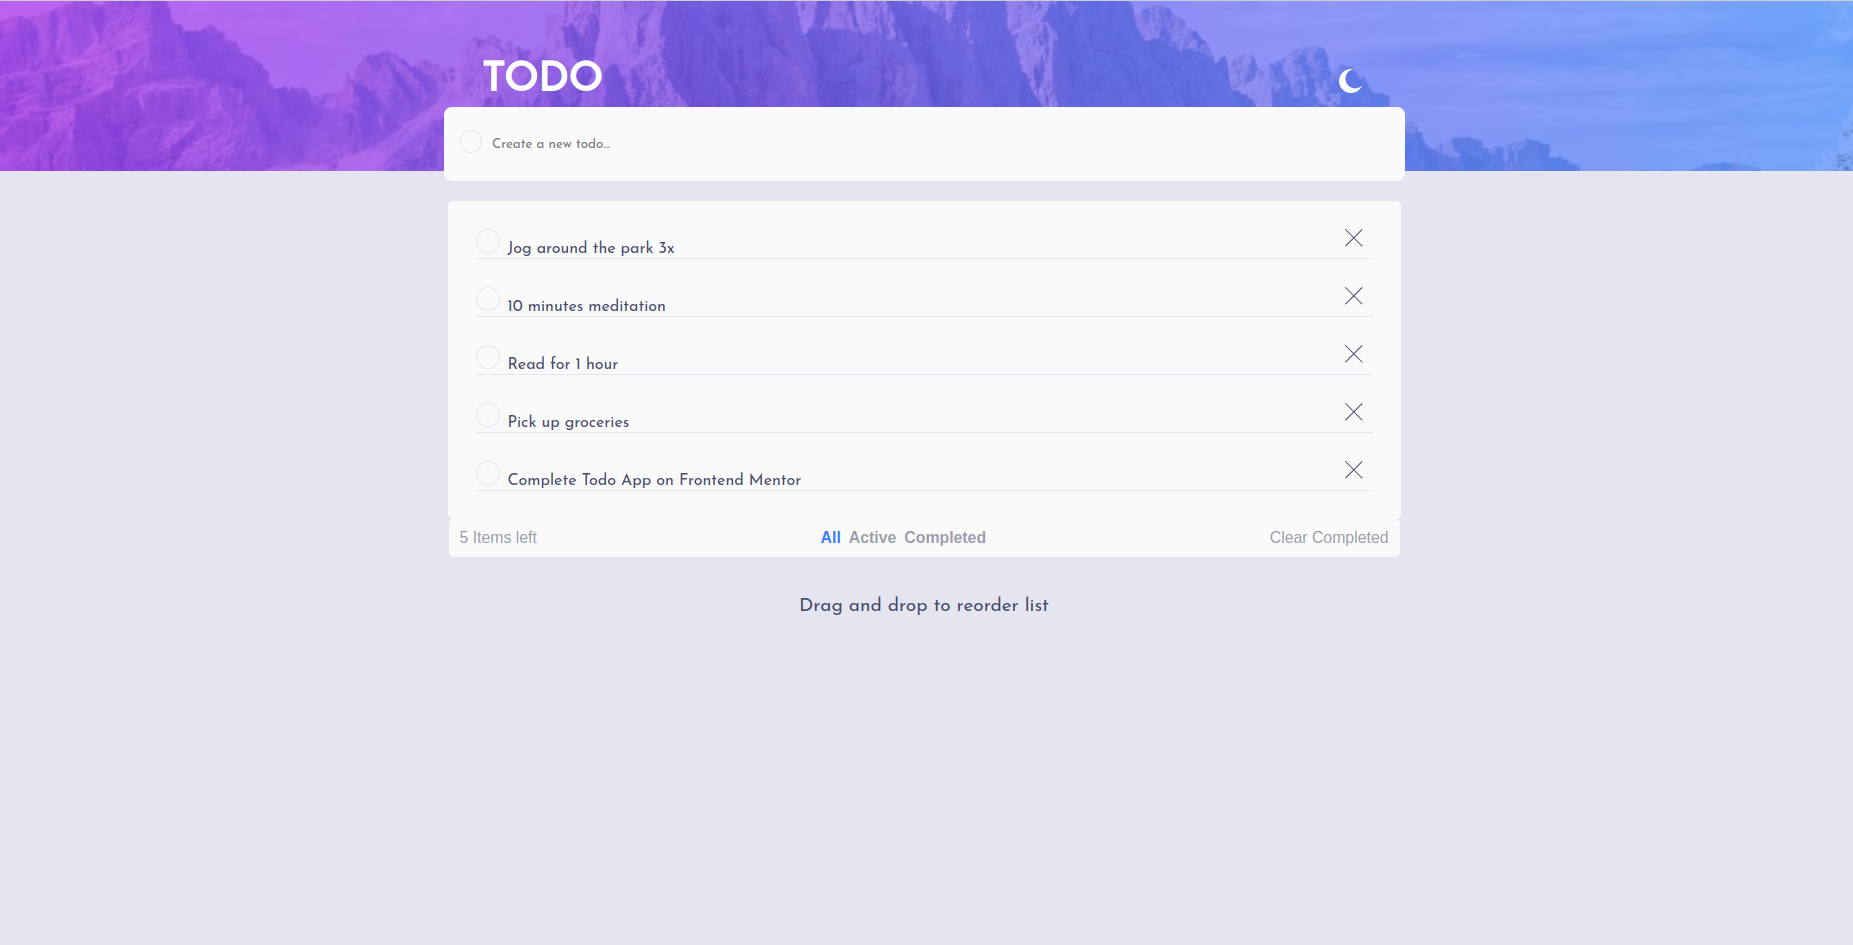 TODO
Create a new todo...
Jog around the park 3x
10 minutes meditation
Read for 1 hour
Pick up groceries
Complete Todo App on Frontend Mentor
5 Items left All Active Completed Clear Completed
Drag and drop to reorder list